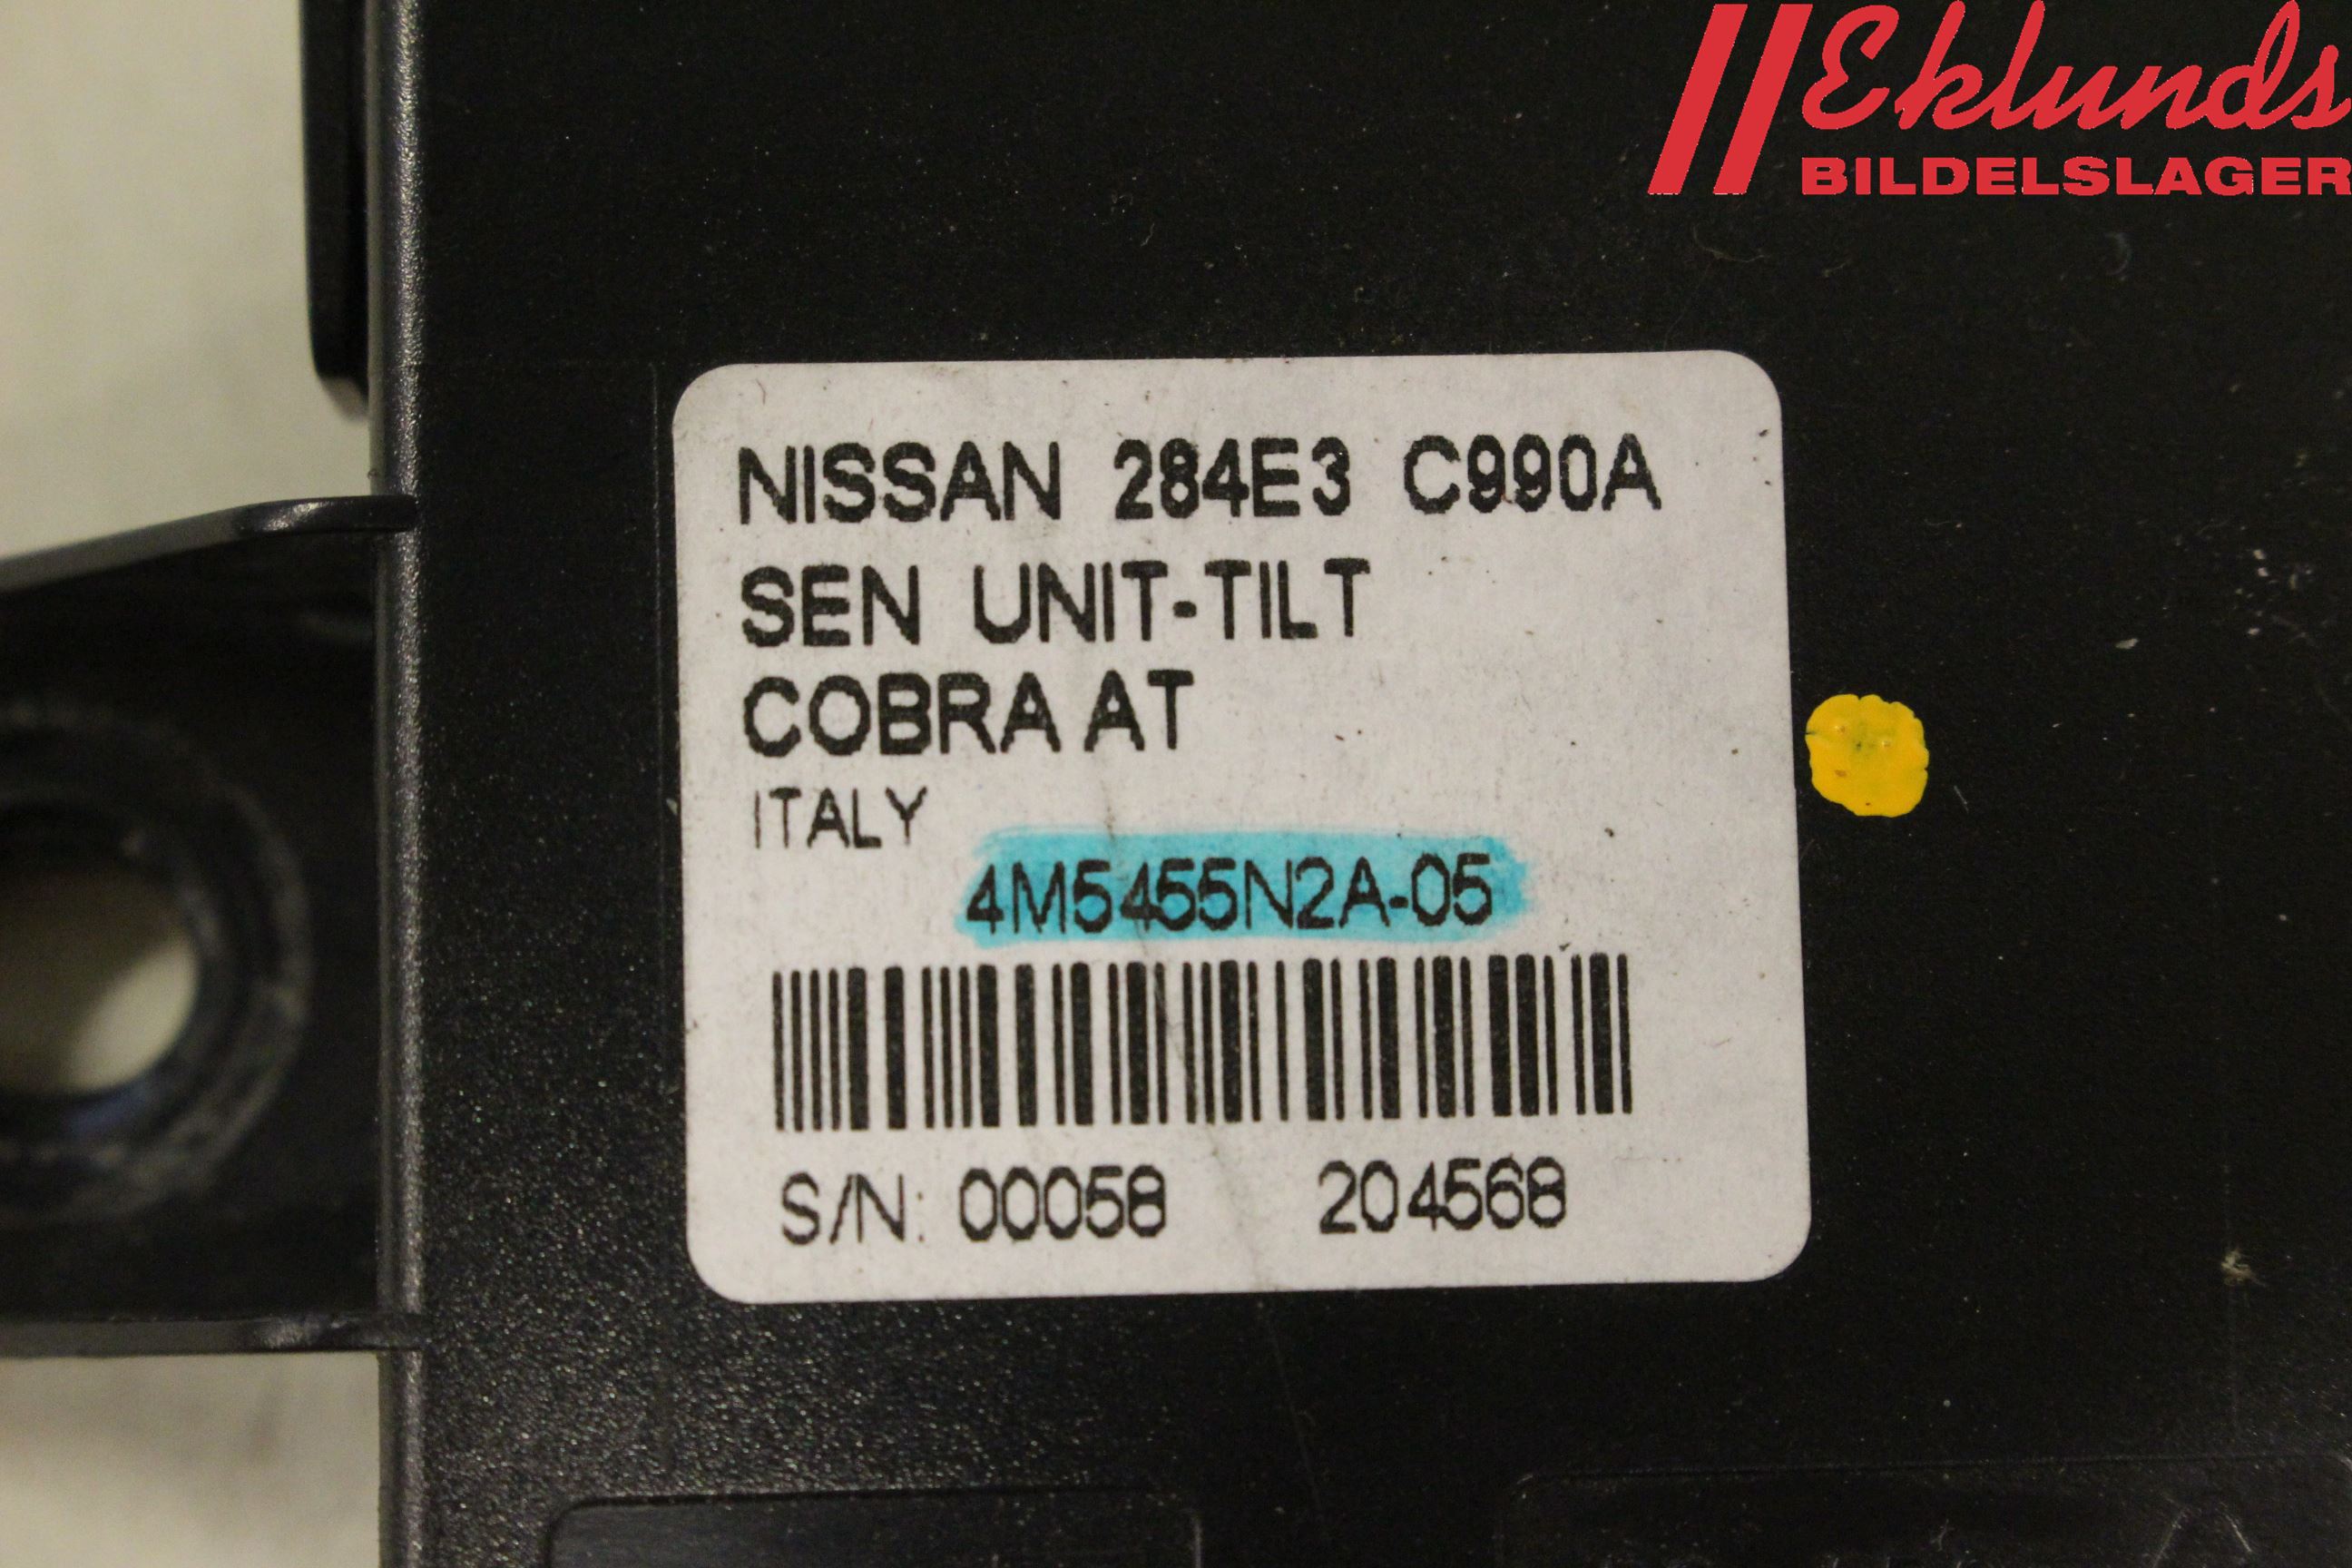 Eklunds
BILDELSLAGER
NISSAN 284E3 C990A
SEN UNIT-TILT
COBRA AT
ITALY
4M5455N2A-05
S/N: 00058 204568